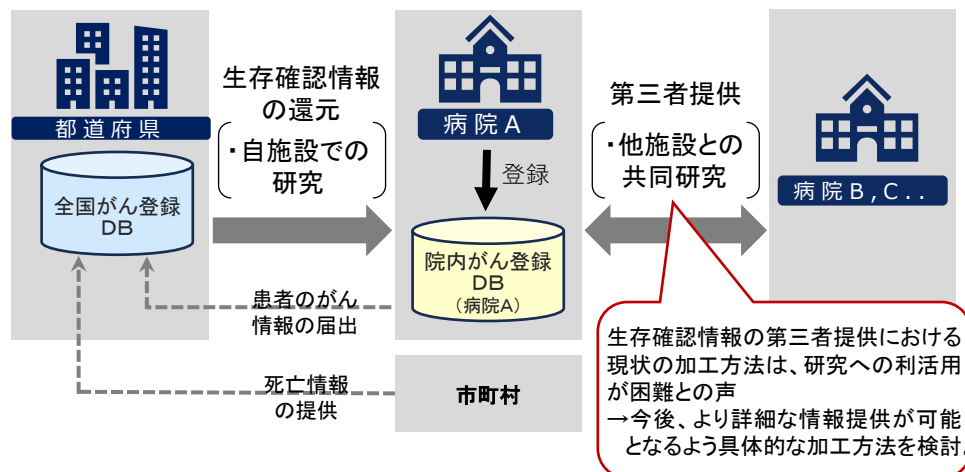 都道府県
全国がん登録
DB
生存確認情報
の還元
・自施設での
研究
病院A
登録
院内がん登録
DB
(病院A)
第三者提供
・他施設との
共同研究
病院B,C..
患者のがん
情報の届出
死亡情報
の提供
市町村
生存確認情報の第三者提供における
現状の加工方法は、研究への利活用
が困難との声
→今後、より詳細な情報提供が可能
となるよう具体的な加工方法を検討。